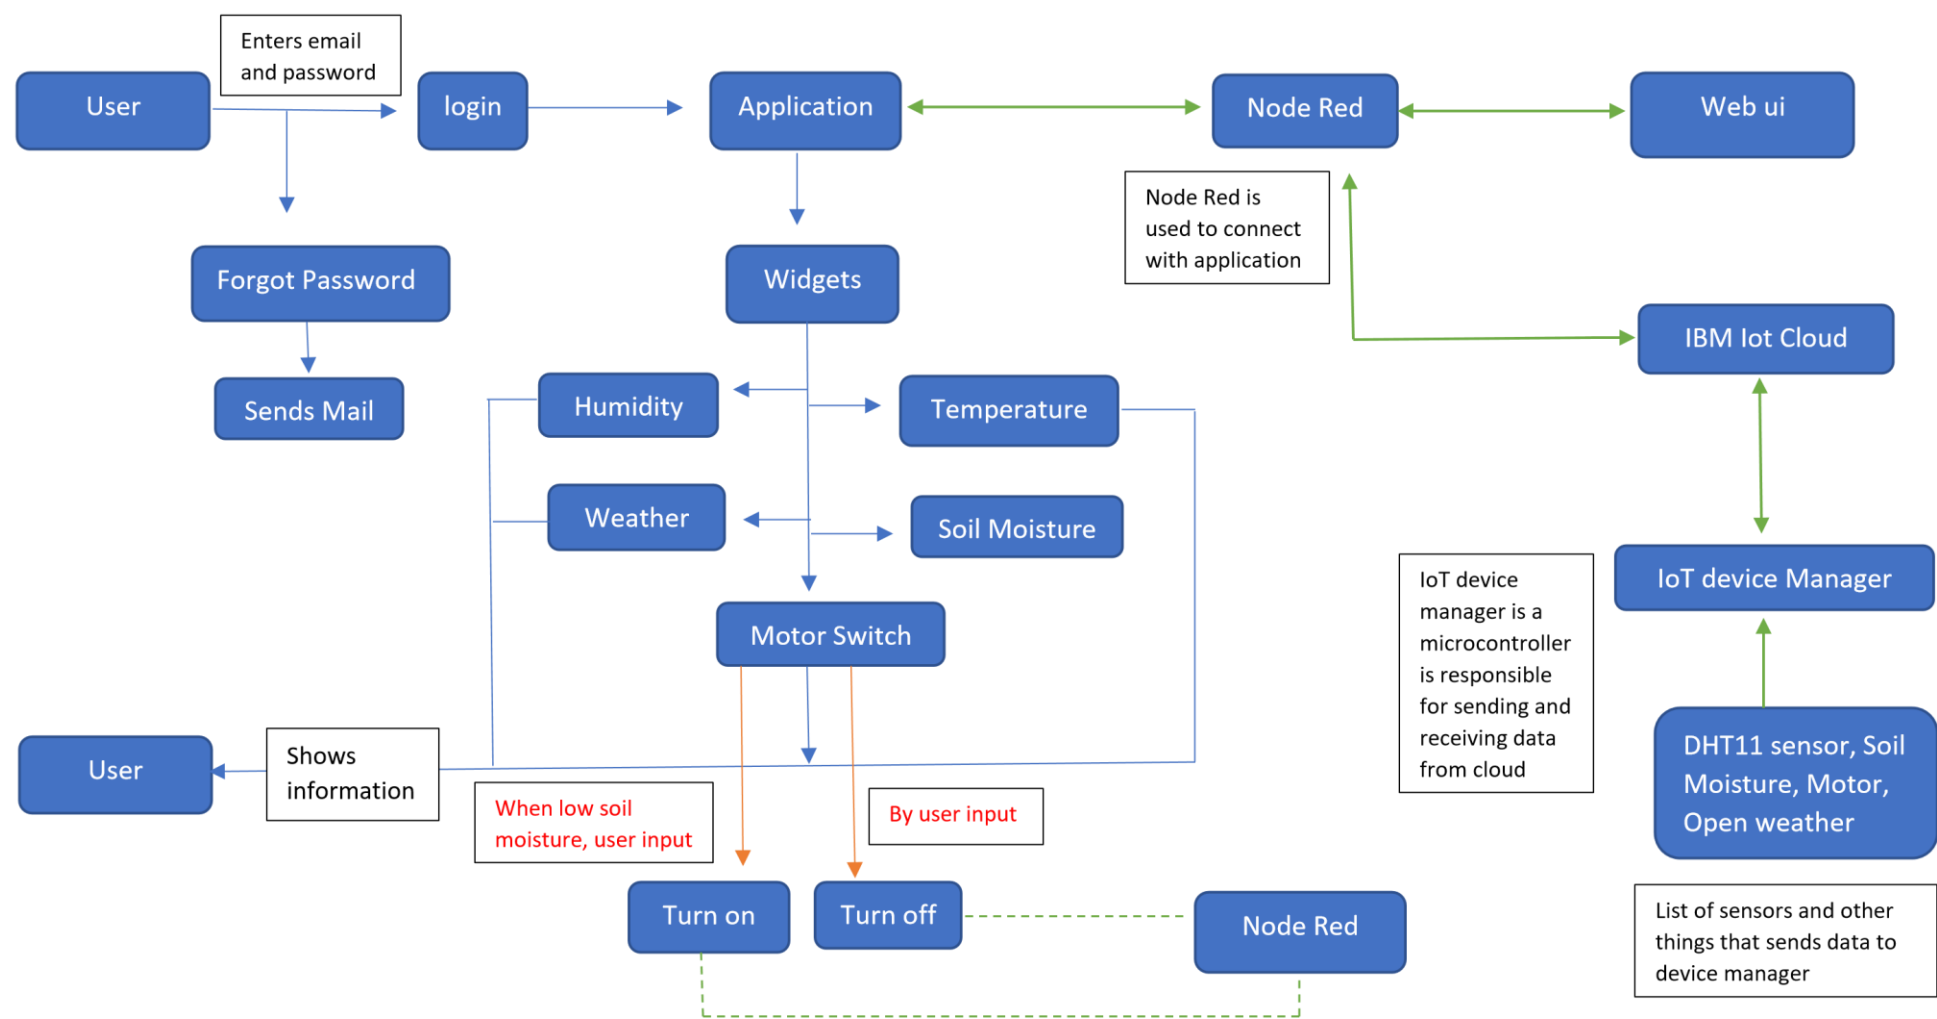 Enters email
and password
User
login
Application
Node Red
Web ui
Node Red is
used to connect
with application
Forgot Password
Widgets
IBM Iot Cloud
Sends Mail
Humidity
Temperature
Weather
Soil Moisture
IoT device
manager is a
microcontroller
is responsible
for sending and
receiving data
from cloud
IoT device Manager
Motor Switch
DHT11 sensor, Soil
Moisture, Motor,
Open weather
User
Shows
information
When low soil
moisture, user input
By user input
Turn on
Turn off
Node Red
List of sensors and other
things that sends data to
device manager